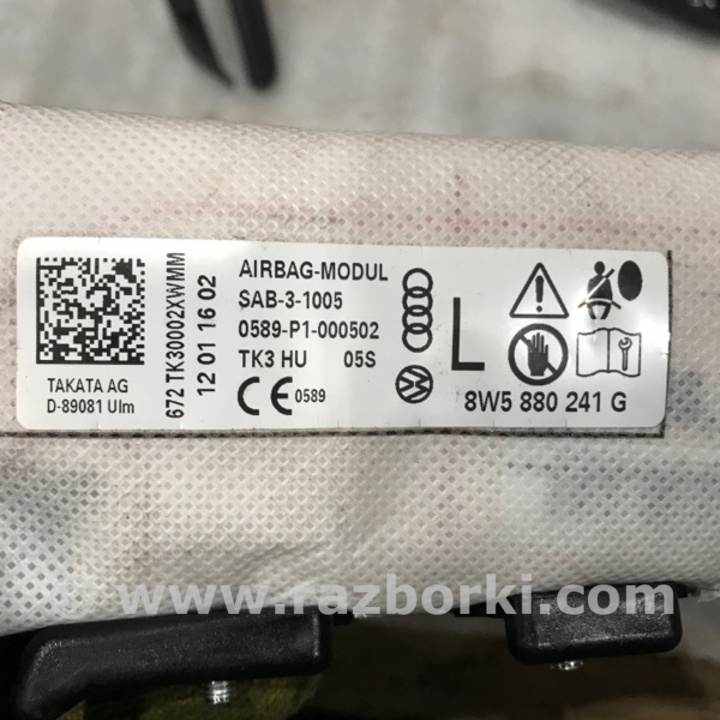 AIRBAG-MODUL
SAB-3-1005
0589-P1-000502
TK3 HU 05S
CE 0589
TAKATA AG
D-89081 Ulm
672 TK30002XWMM
12 01 16 02
L
8W5 880 241 G
www.razborki.com